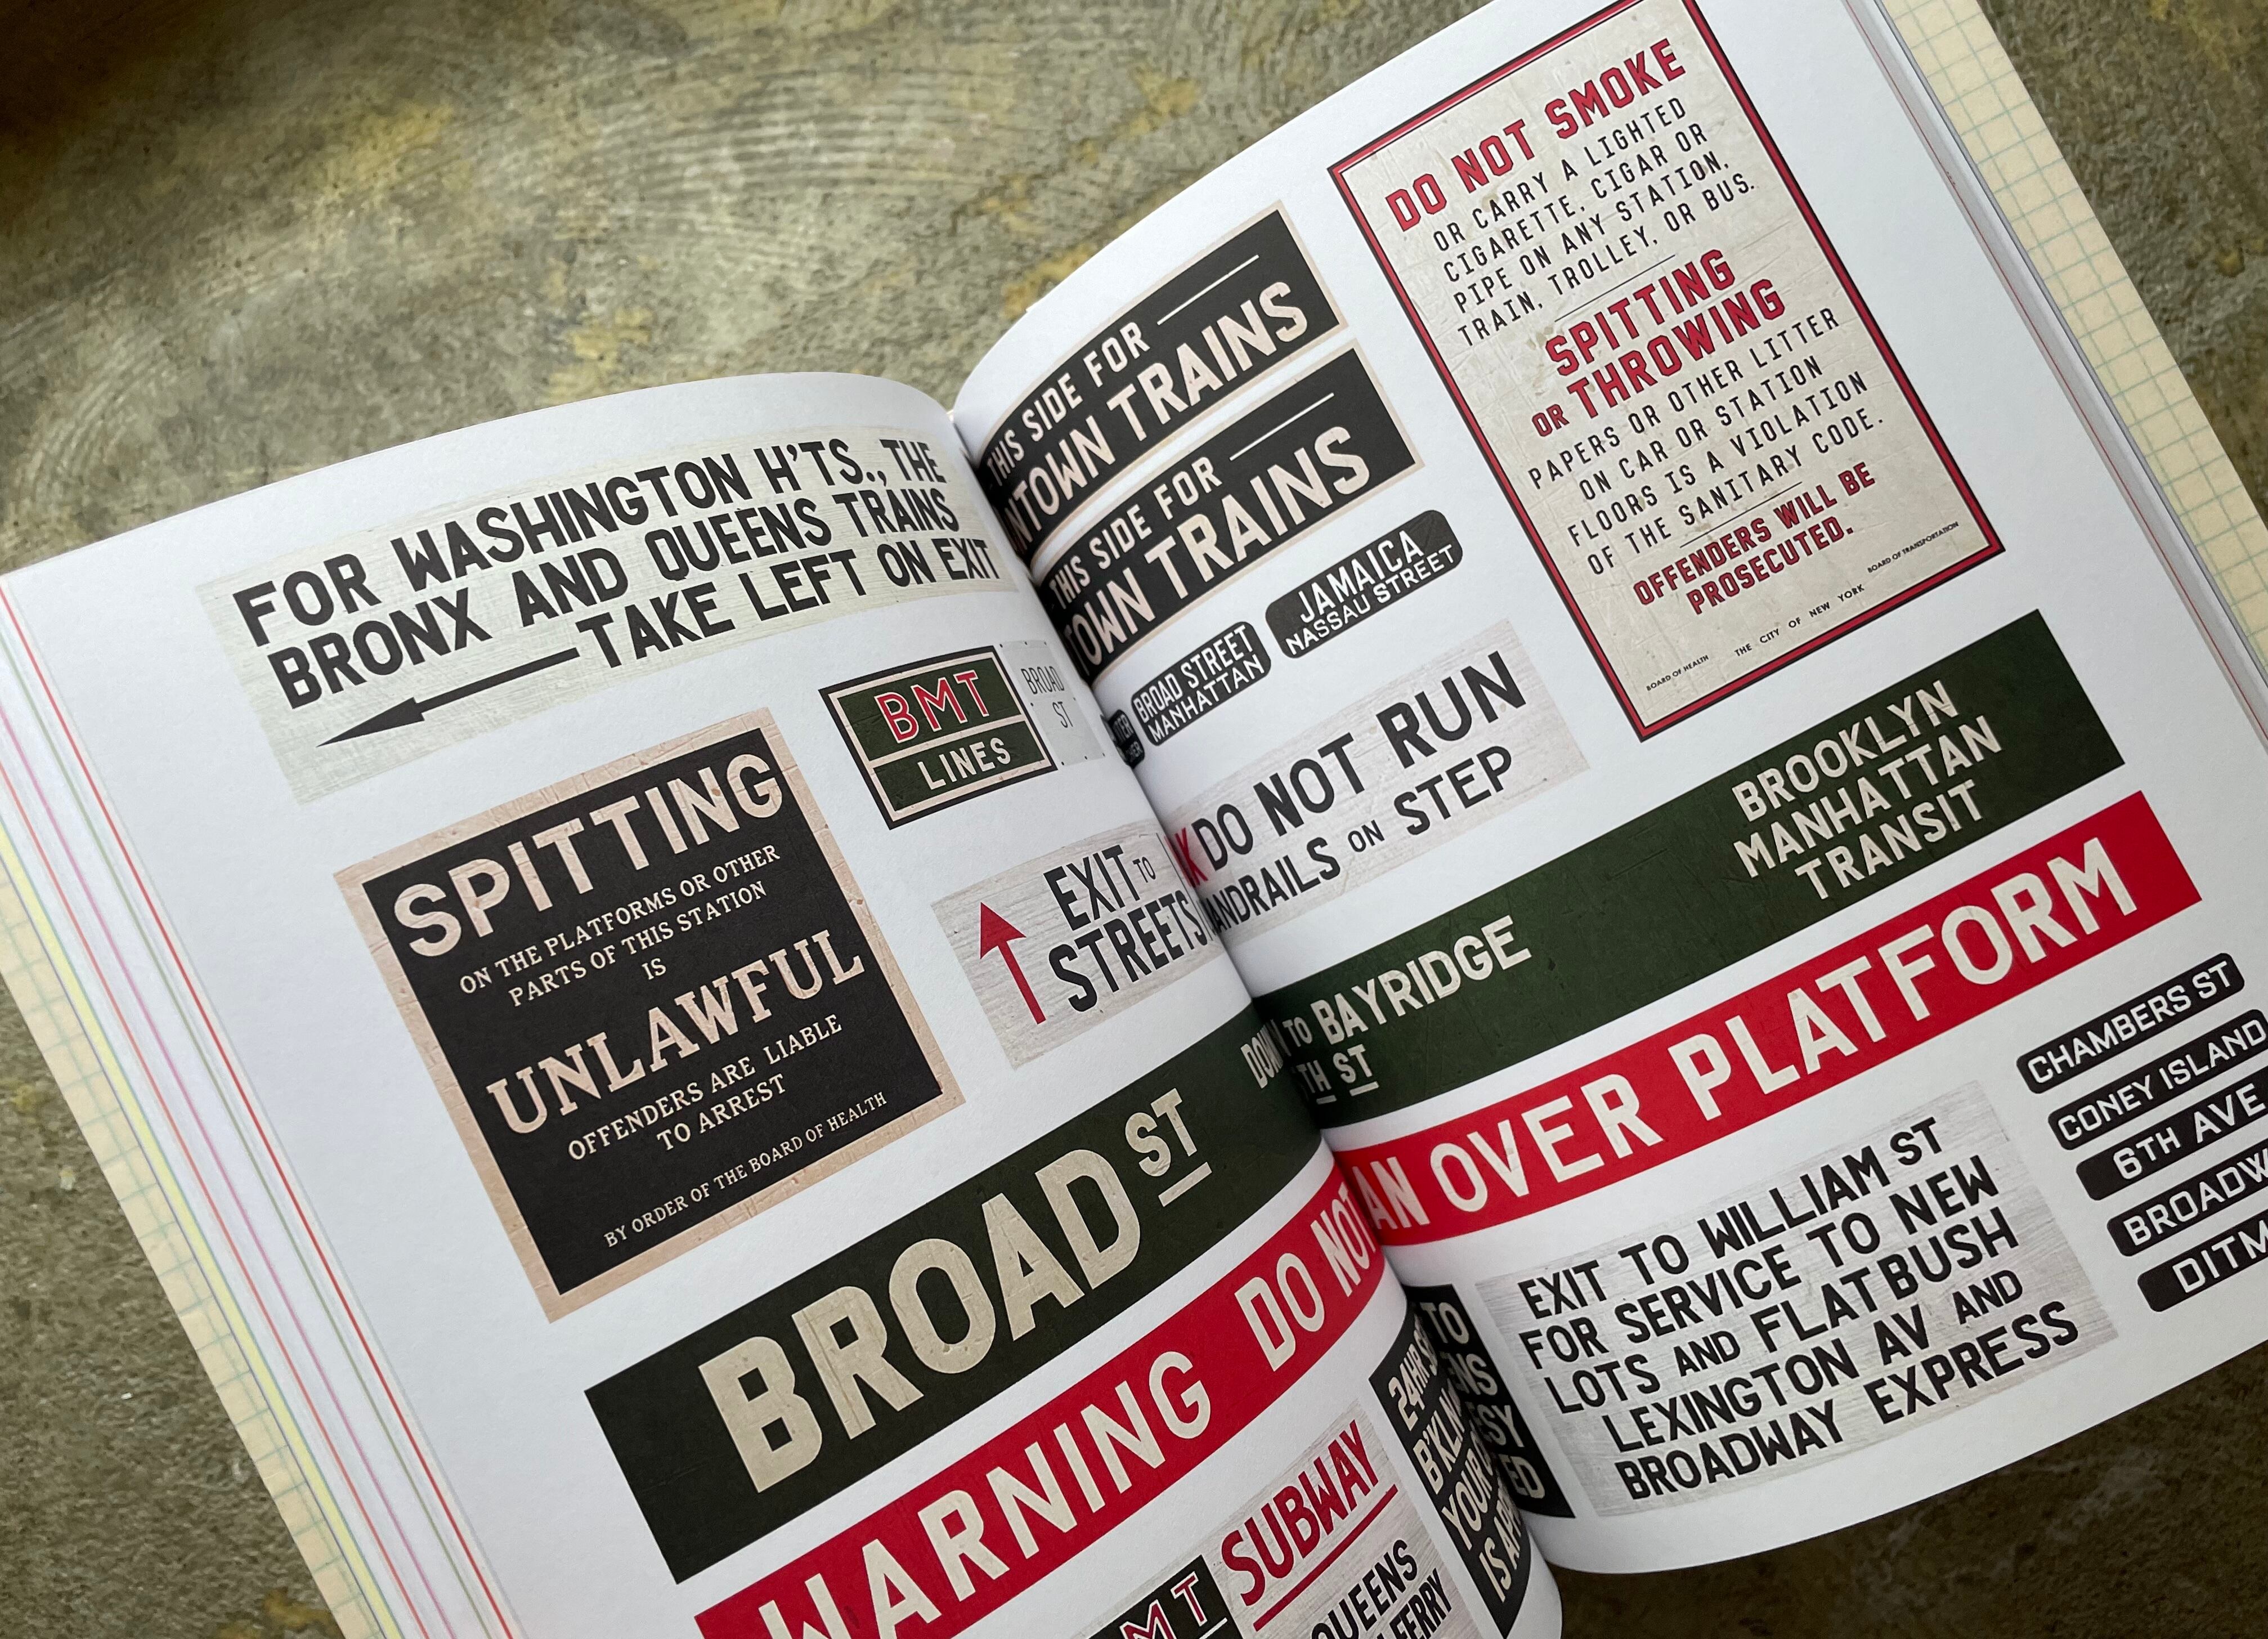 FOR WASHINGTON H'TS., THE
BRONX AND QUEENS TRAINS
TAKE LEFT ON EXIT
BMT
LINES
BROAD
ST
SPITTING
ON THE PLATFORMS OR OTHER
PARTS OF THIS STATION
IS
UNLAWFUL
OFFENDERS ARE LIABLE
TO ARREST
BY ORDER OF THE BOARD OF HEALTH
EXIT TO
STREETS
BROAD ST
WARNING DO NOT
SUBWAY
QUEENS
FERRY
THIS SIDE FOR
TRAINS
THIS SIDE FOR
TRAINS
BROAD STREET
MANHATTAN
JAMAICA
NASSAU STREET
DO NOT RUN
ON STEP
DO NOT SMOKE
OR CARRY A LIGHTED
CIGARETTE, CIGAR OR
PIPE ON ANY STATION,
TRAIN, TROLLEY, OR BUS.
SPITTING
OR THROWING
PAPERS OR OTHER LITTER
ON CAR OR STATION
FLOORS IS A VIOLATION
OF THE SANITARY CODE.
OFFENDERS WILL BE
PROSECUTED.
BOARD OF HEALTH THE CITY OF NEW YORK BOARD OF TRANSPORTATION
TO BAYRIDGE
ST
BROOKLYN
MANHATTAN
TRANSIT
OVER PLATFORM
CHAMBERS ST
CONEY ISLAND
6TH AVE
EXIT TO WILLIAM ST
FOR SERVICE TO NEW
LOTS AND FLATBUSH
LEXINGTON AV AND
BROADWAY EXPRESS